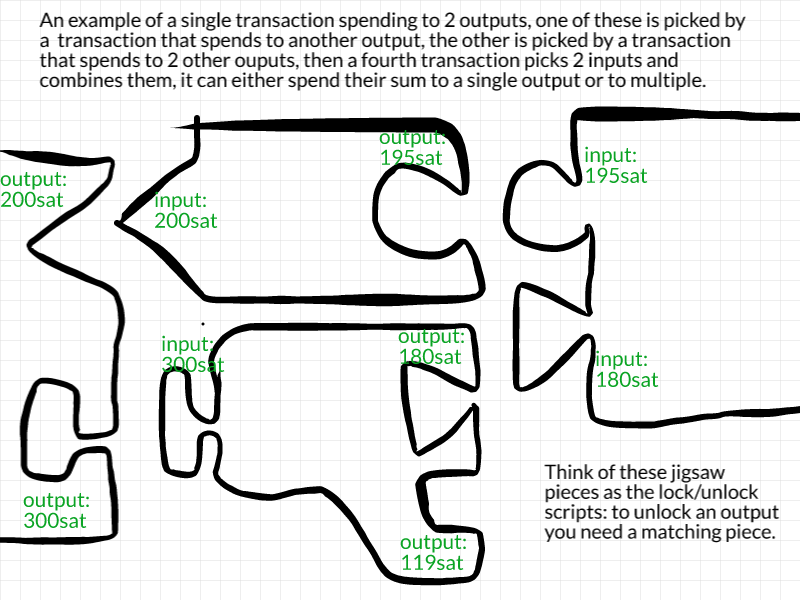 An example of a single transaction spending to 2 outputs, one of these is picked by
a  transaction that spends to another output, the other is picked by a transaction
that spends to 2 other ouputs, then a fourth transaction picks 2 inputs and
combines them, it can either spend their sum to a single output or to multiple.
output:
195sat
input:
195sat
output:
200sat
input:
200sat
input:
300sat
output:
180sat
input:
180sat
output:
300sat
output:
119sat
Think of these jigsaw
pieces as the lock/unlock
scripts: to unlock an output
you need a matching piece.